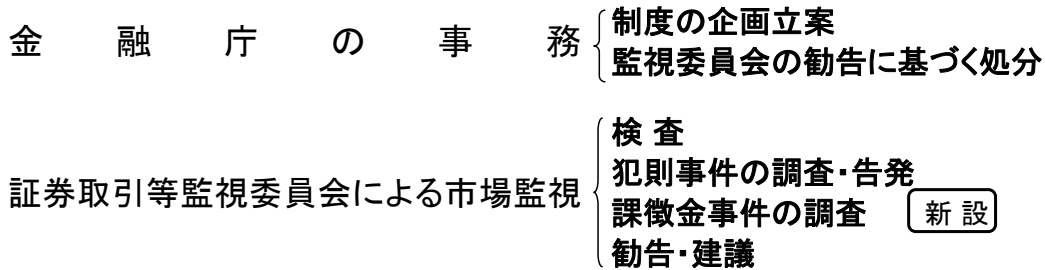 金融庁の事務
制度の企画立案
監視委員会の勧告に基づく処分
証券取引等監視委員会による市場監視
検査
犯則事件の調査・告発
課徴金事件の調査 新設
勧告・建議